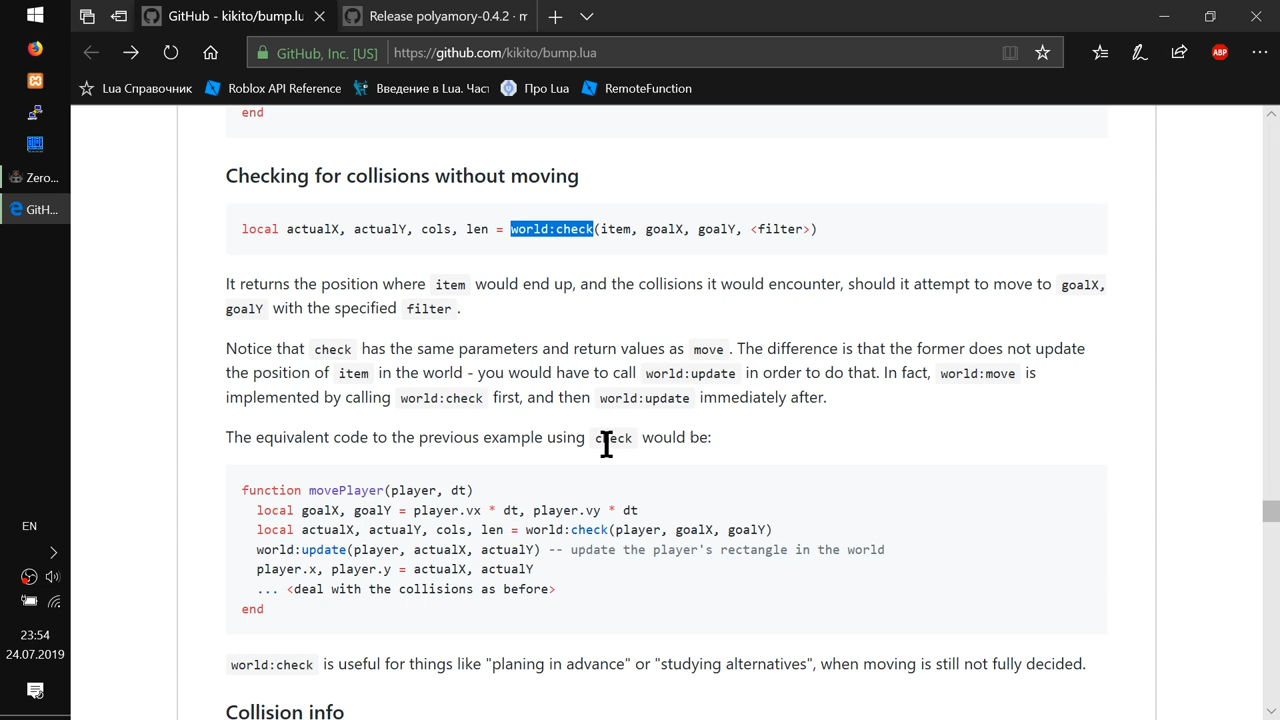 GitHub - kikito/bump.lu
Release polyamory-0.4.2 · m
GitHub, Inc. [US]
https://github.com/kikito/bump.lua
ABP
Lua Справочник
Roblox API Reference
Введение в Lua. Част
Про Lua
RemoteFunction
Zero...
GitH...
EN
23:54
24.07.2019
end
Checking for collisions without moving
local actualX, actualY, cols, len = world:check(item, goalX, goalY, <filter>)
It returns the position where item would end up, and the collisions it would encounter, should it attempt to move to goalX,
goalY with the specified filter .
Notice that check has the same parameters and return values as move . The difference is that the former does not update
the position of item in the world - you would have to call world:update in order to do that. In fact, world:move is
implemented by calling world:check first, and then world:update immediately after.
The equivalent code to the previous example using check would be:
function movePlayer(player, dt)
local goalX, goalY = player.vx * dt, player.vy * dt
local actualX, actualY, cols, len = world:check(player, goalX, goalY)
world:update(player, actualX, actualY) -- update the player's rectangle in the world
player.x, player.y = actualX, actualY
... <deal with the collisions as before>
end
world:check is useful for things like "planing in advance" or "studying alternatives", when moving is still not fully decided.
Collision info